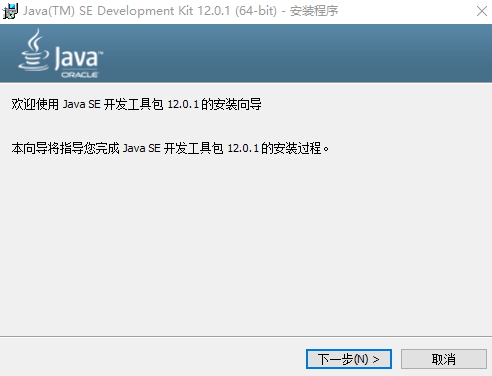 Java(TM) SE Development Kit 12.0.1 (64-bit) - 安装程序
Java™
ORACLE
欢迎使用 Java SE 开发工具包 12.0.1 的安装向导
本向导将指导您完成 Java SE 开发工具包 12.0.1 的安装过程。
下一步(N) >
取消